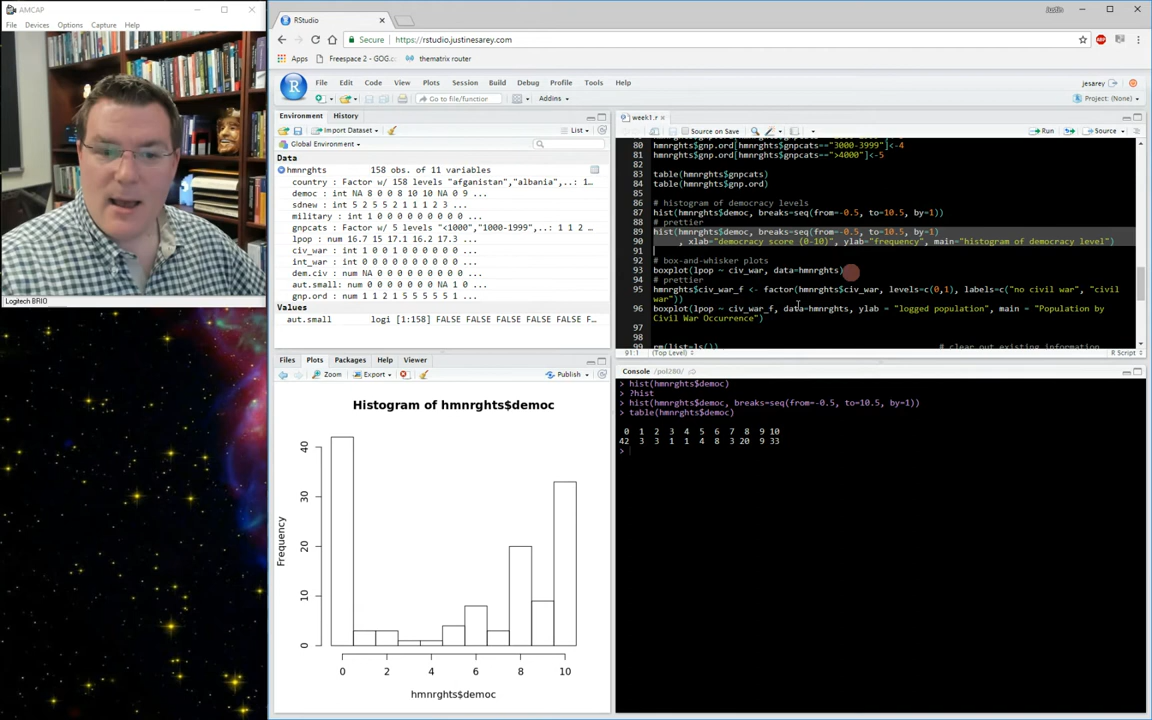 AMCAP
File Devices Options Capture Help
Logitech BRIO
RStudio
Justin
Secure https://rstudio.justinesarey.com
Apps Freespace 2 - GOG.c thematrix router
File Edit Code View Plots Session Build Debug Profile Tools Help
jesarey
Go to file/function Addins
Project: (None)
Environment History
Import Dataset List
Global Environment
Data
hmnrghts 158 obs. of 11 variables
country : Factor w/ 158 levels "afganistan","albania",..: 1…
democ : int NA 8 0 0 8 10 10 NA 0 9 ...
sdnew : int 5 2 5 5 2 1 1 1 2 3 ...
military : int 1 0 0 0 0 0 0 0 0 0 ...
gnpcats : Factor w/ 5 levels "<1000","1000-1999",..: 1 1 2
lpop : num 16.7 15 17.1 16.2 17.3 ...
civ_war : int 1 0 0 1 0 0 0 0 0 0 ...
int_war : int 0 0 0 0 0 0 0 0 0 0 ...
dem.civ : int 0 0 0 0 0 0 0 0 0 0 ...
aut.small: num 0 0 0 0 0 0 0 NA 1 0 ...
gnp.ord : num 1 1 2 1 5 5 5 1 5 5 ...
Values
aut.small logi [1:158] FALSE FALSE FALSE FALSE FALSE F…
Files Plots Packages Help Viewer
Zoom Export Publish
Histogram of hmnrghts$democ
Frequency
40
30
20
10
0
0 2 4 6 8 10
hmnrghts$democ
week1.r
Source on Save Run Source
80 hmnrghts$gnp.ord[hmnrghts$gnpcats=="3000-3999"]<-4
81 hmnrghts$gnp.ord[hmnrghts$gnpcats==">4000"]<-5
82
83 table(hmnrghts$gnpcats)
84 table(hmnrghts$gnp.ord)
85
86 # histogram of democracy levels
87 hist(hmnrghts$democ, breaks=seq(from=-0.5, to=10.5, by=1))
88 # prettier
89 hist(hmnrghts$democ, breaks=seq(from=-0.5, to=10.5, by=1)
90 , xlab="democracy score (0-10)", ylab="frequency", main="histogram of democracy level")
91
92 # box-and-whisker plots
93 boxplot(lpop ~ civ_war, data=hmnrghts)
94 # prettier
95 hmnrghts$civ_war_f <- factor(hmnrghts$civ_war, levels=c(0,1), labels=c("no civil war", "civil
war"))
96 boxplot(lpop ~ civ_war_f, data=hmnrghts, ylab = "logged population", main = "Population by
Civil War Occurrence")
97
98
rm(list=ls()) # clear out existing information
91:1 (Top Level) R Script
Console /pol280/
> hist(hmnrghts$democ)
> ?hist
> hist(hmnrghts$democ, breaks=seq(from=-0.5, to=10.5, by=1))
> table(hmnrghts$democ)
0 1 2 3 4 5 6 7 8 9 10
42 3 3 1 1 4 8 3 20 9 33
>